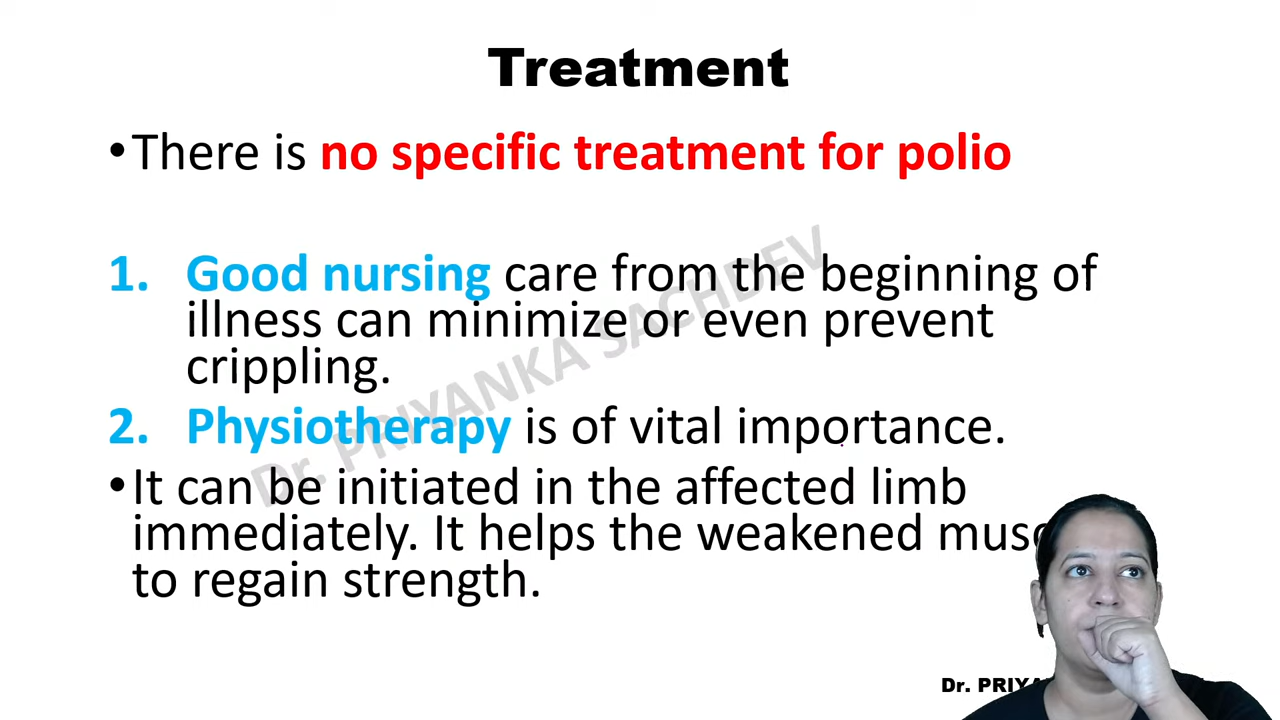 Treatment
•There is no specific treatment for polio
1. Good nursing care from the beginning of
illness can minimize or even prevent
crippling.
2. Physiotherapy is of vital importance.
•It can be initiated in the affected limb
immediately. It helps the weakened
to regain strength.
Dr. PRIYANKA SACHDEV
Dr.